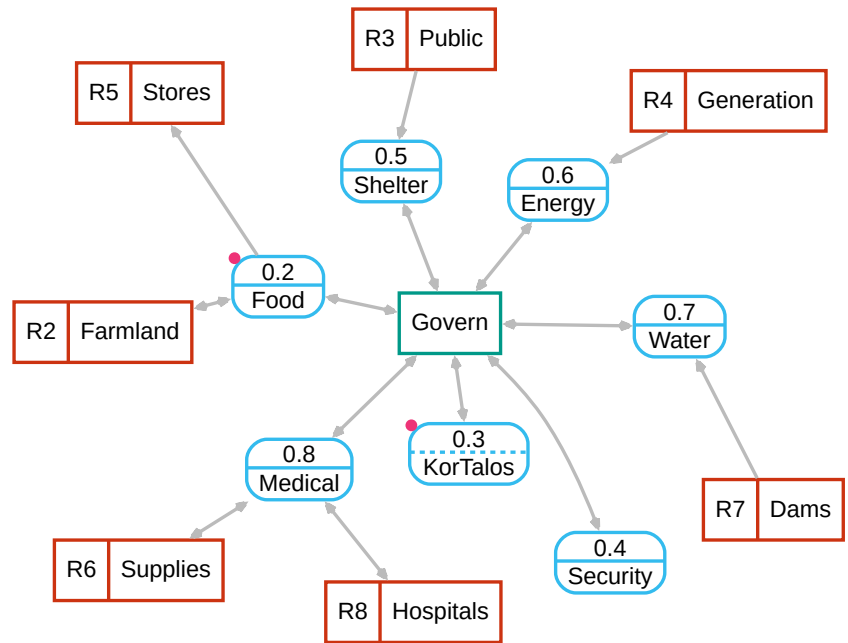 R3 Public
R5 Stores
R4 Generation
0.5
Shelter
0.6
Energy
0.2
Food
R2 Farmland
Govern
0.7
Water
0.3
KorTalos
0.8
Medical
R7 Dams
0.4
Security
R6 Supplies
R8 Hospitals